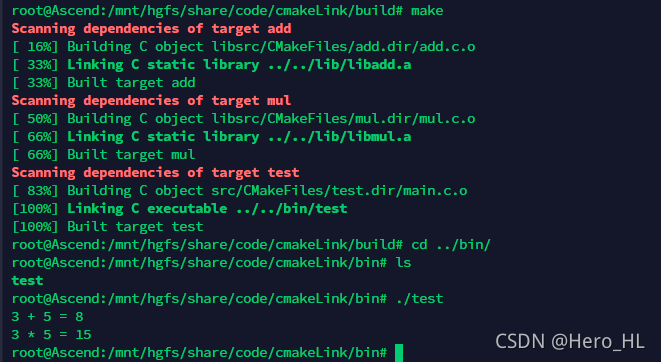 root@Ascend:/mnt/hgfs/share/code/cmakeLink/build# make
Scanning dependencies of target add
[ 16%] Building C object libsrc/CMakeFiles/add.dir/add.c.o
[ 33%] Linking C static library ../../lib/libadd.a
[ 33%] Built target add
Scanning dependencies of target mul
[ 50%] Building C object libsrc/CMakeFiles/mul.dir/mul.c.o
[ 66%] Linking C static library ../../lib/libmul.a
[ 66%] Built target mul
Scanning dependencies of target test
[ 83%] Building C object src/CMakeFiles/test.dir/main.c.o
[100%] Linking C executable ../../bin/test
[100%] Built target test
root@Ascend:/mnt/hgfs/share/code/cmakeLink/build# cd ../bin/
root@Ascend:/mnt/hgfs/share/code/cmakeLink/bin# ls
test
root@Ascend:/mnt/hgfs/share/code/cmakeLink/bin# ./test
3 + 5 = 8
3 * 5 = 15
root@Ascend:/mnt/hgfs/share/code/cmakeLink/bin#
CSDN @Hero_HL